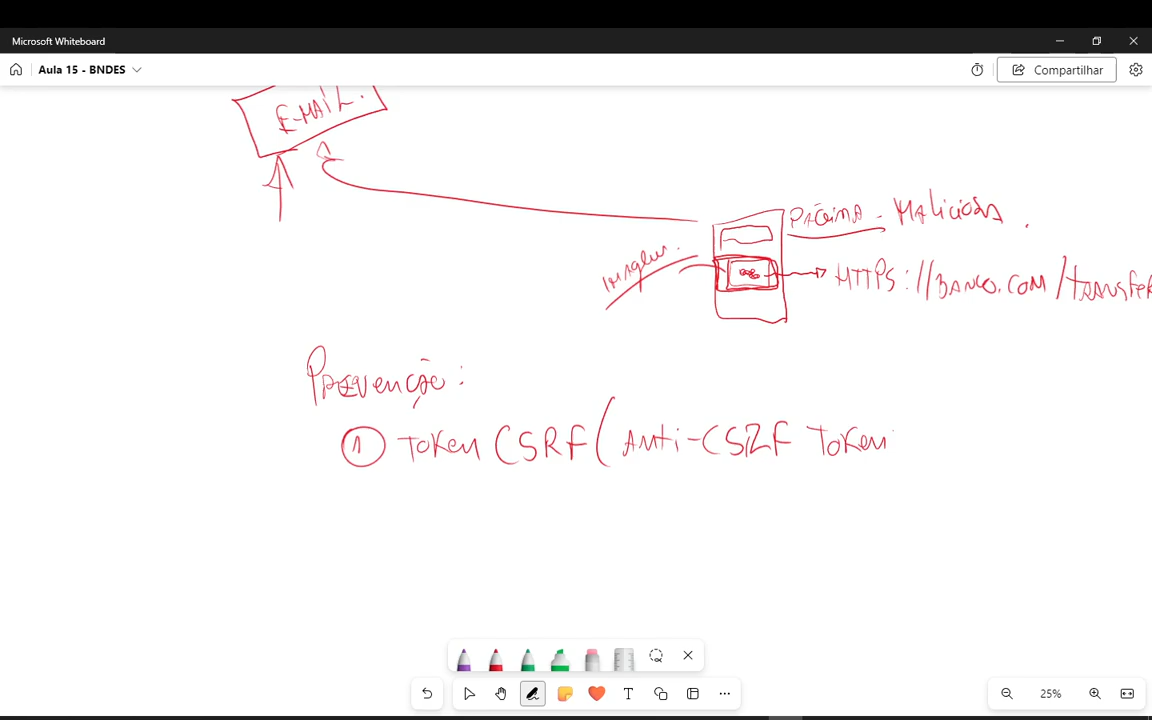 Microsoft Whiteboard
Aula 15 - BNDES
Compartilhar
E-MAIL.
PÁGINA - MALICIOSA.
IMAGEM.
HTTPS://BANCO.COM/TRANSFER
PREVENÇÃO:
① TOKEN CSRF (ANTI-CSRF TOKEN
25%